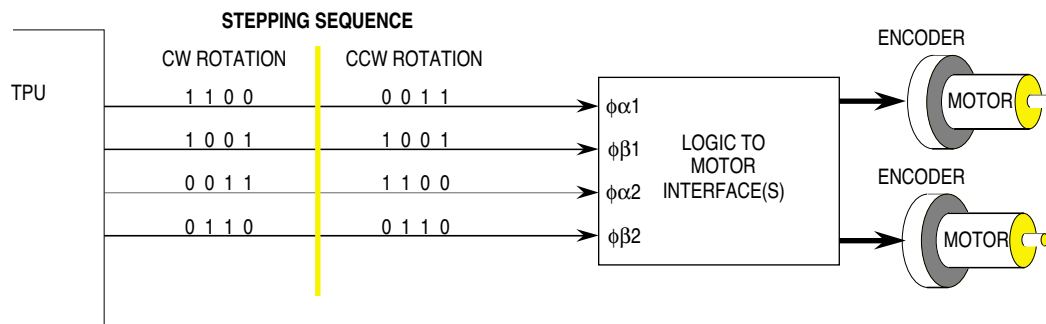 STEPPING SEQUENCE
CW ROTATION
CCW ROTATION
TPU
1 1 0 0
0 0 1 1
1 0 0 1
1 0 0 1
0 0 1 1
1 1 0 0
0 1 1 0
0 1 1 0
ϕα1
ϕβ1
ϕα2
ϕβ2
LOGIC TO
MOTOR
INTERFACE(S)
ENCODER
MOTOR
ENCODER
MOTOR